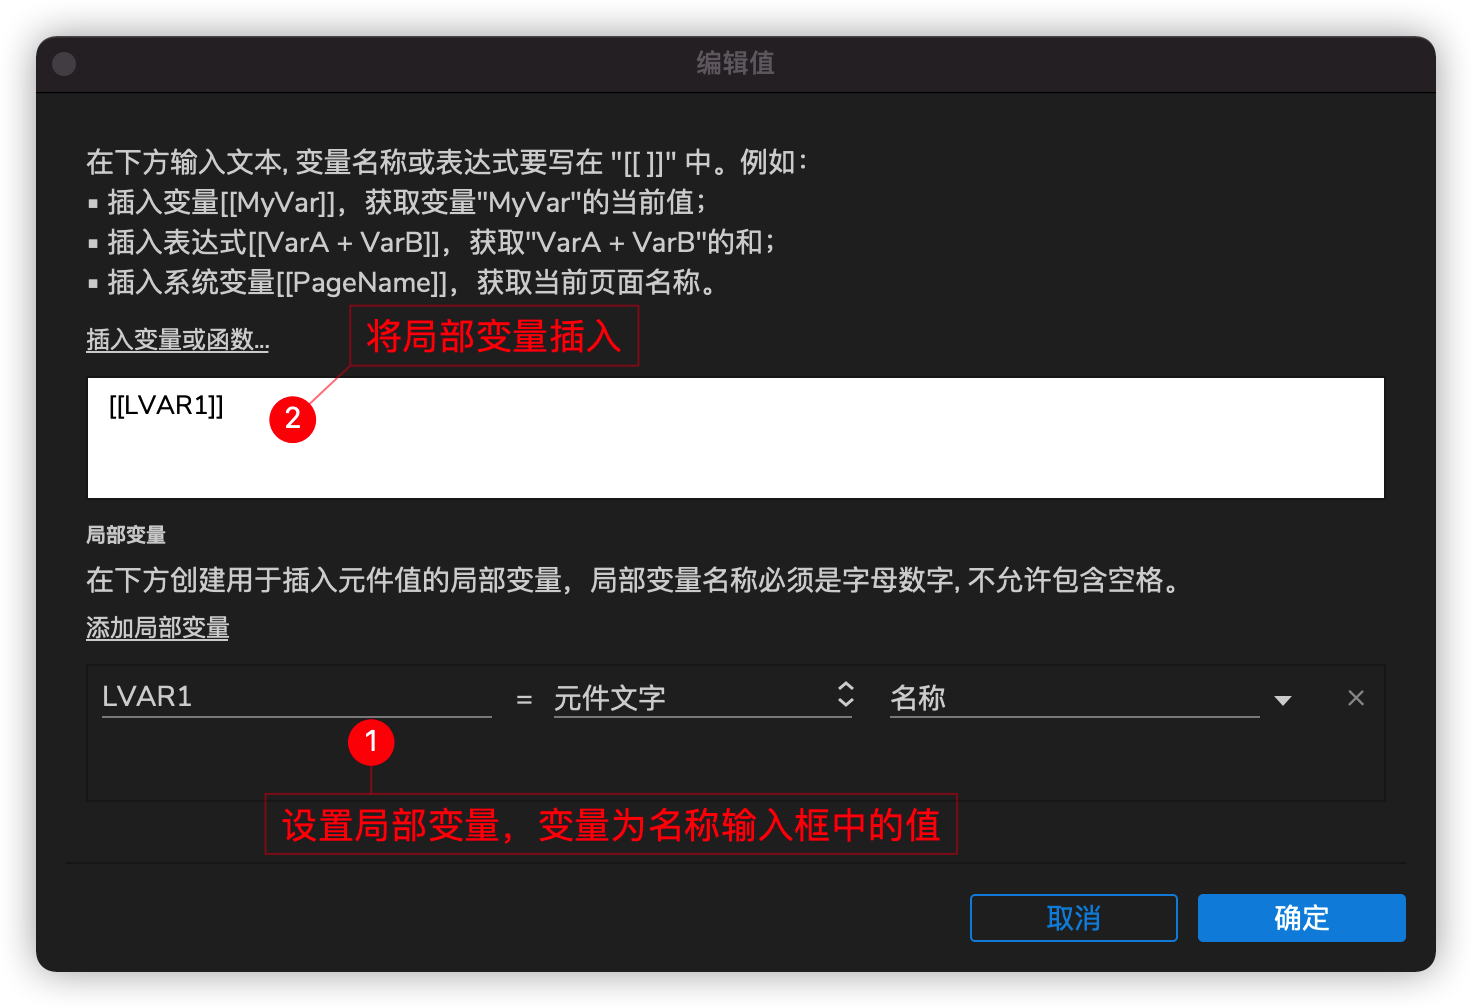 编辑值
在下方输入文本, 变量名称或表达式要写在 "[[ ]]" 中。例如：
▪ 插入变量[[MyVar]]，获取变量"MyVar"的当前值；
▪ 插入表达式[[VarA + VarB]]，获取"VarA + VarB"的和；
▪ 插入系统变量[[PageName]]，获取当前页面名称。
将局部变量插入
插入变量或函数...
[[LVAR1]]
2
局部变量
在下方创建用于插入元件值的局部变量，局部变量名称必须是字母数字, 不允许包含空格。
添加局部变量
LVAR1 = 元件文字 名称
1
设置局部变量，变量为名称输入框中的值
取消 确定